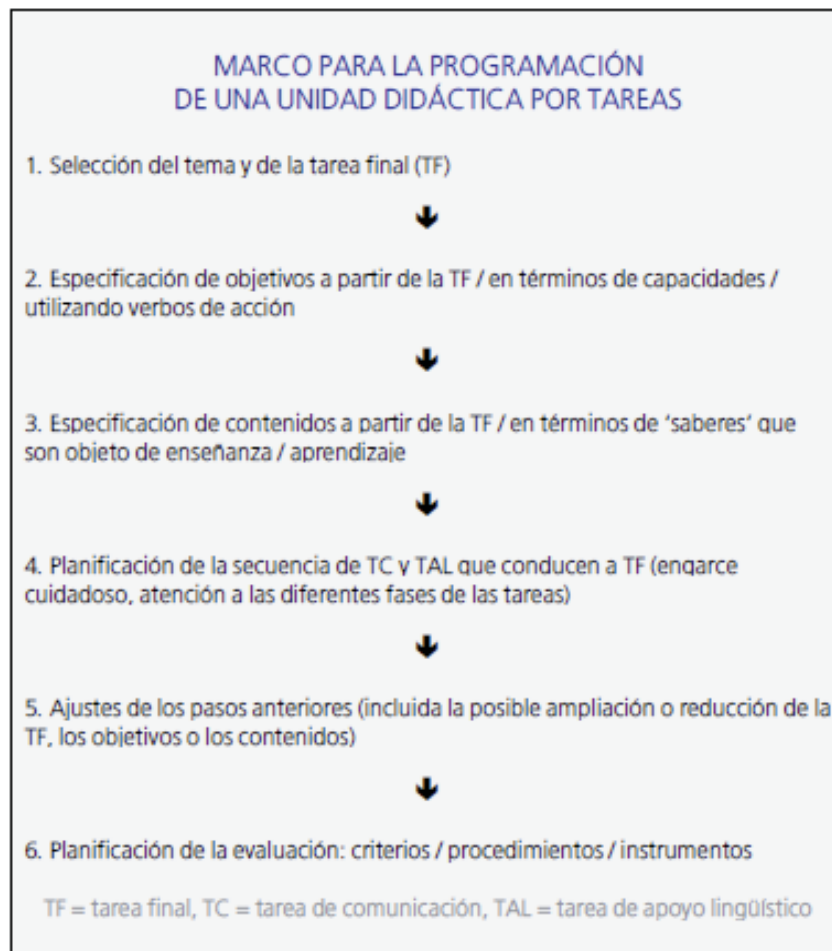 MARCO PARA LA PROGRAMACIÓN
DE UNA UNIDAD DIDÁCTICA POR TAREAS
1. Selección del tema y de la tarea final (TF)
2. Especificación de objetivos a partir de la TF / en términos de capacidades /
utilizando verbos de acción
3. Especificación de contenidos a partir de la TF / en términos de ‘saberes’ que
son objeto de enseñanza / aprendizaje
4. Planificación de la secuencia de TC y TAL que conducen a TF (engarce
cuidadoso, atención a las diferentes fases de las tareas)
5. Ajustes de los pasos anteriores (incluida la posible ampliación o reducción de la
TF, los objetivos o los contenidos)
6. Planificación de la evaluación: criterios / procedimientos / instrumentos
TF = tarea final, TC = tarea de comunicación, TAL = tarea de apoyo lingüístico